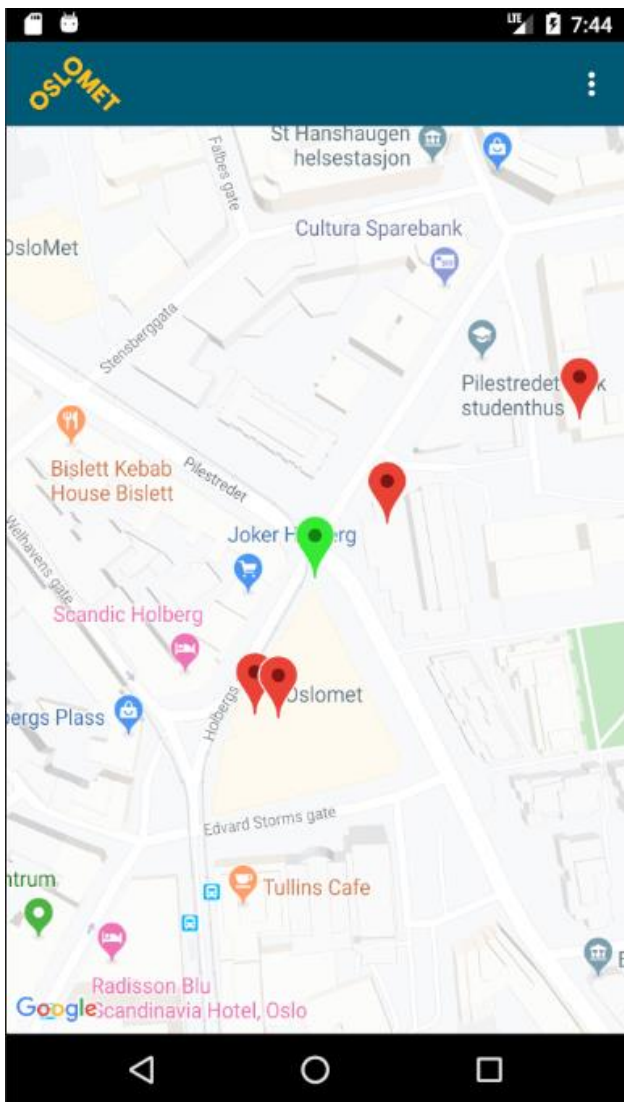 LTE 7:44
OSLOMET
St Hanshaugen
helsestasjon
Falbes gate
Cultura Sparebank
OsloMet
Stensberggata
Pilestredet
studenthus
Bislett Kebab
House Bislett
Pilestredet
Joker H
Welhavens gate
Scandic Holberg
Holbergs
Oslomet
bergs Plass
Edvard Storms gate
ntrum
Tullins Cafe
Radisson Blu
Scandinavia Hotel, Oslo
Google